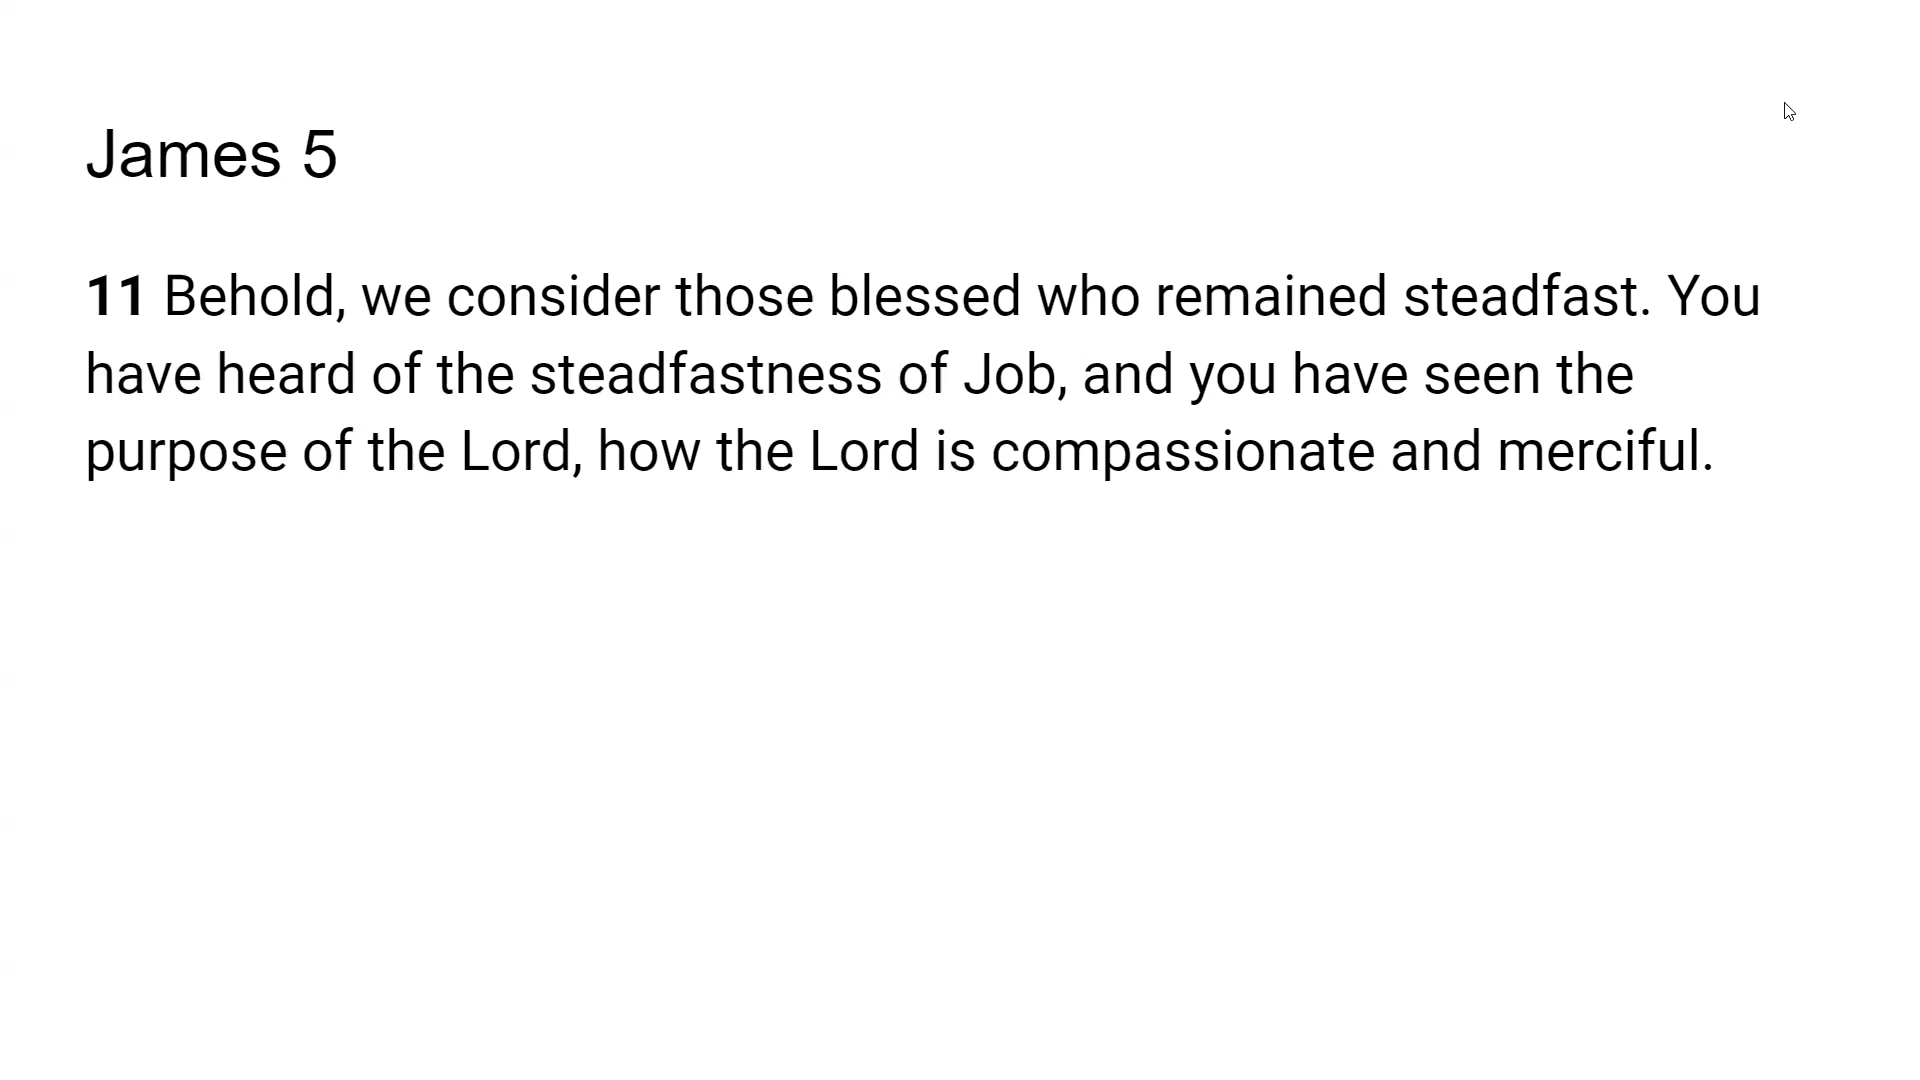 James 5
11 Behold, we consider those blessed who remained steadfast. You
have heard of the steadfastness of Job, and you have seen the
purpose of the Lord, how the Lord is compassionate and merciful.